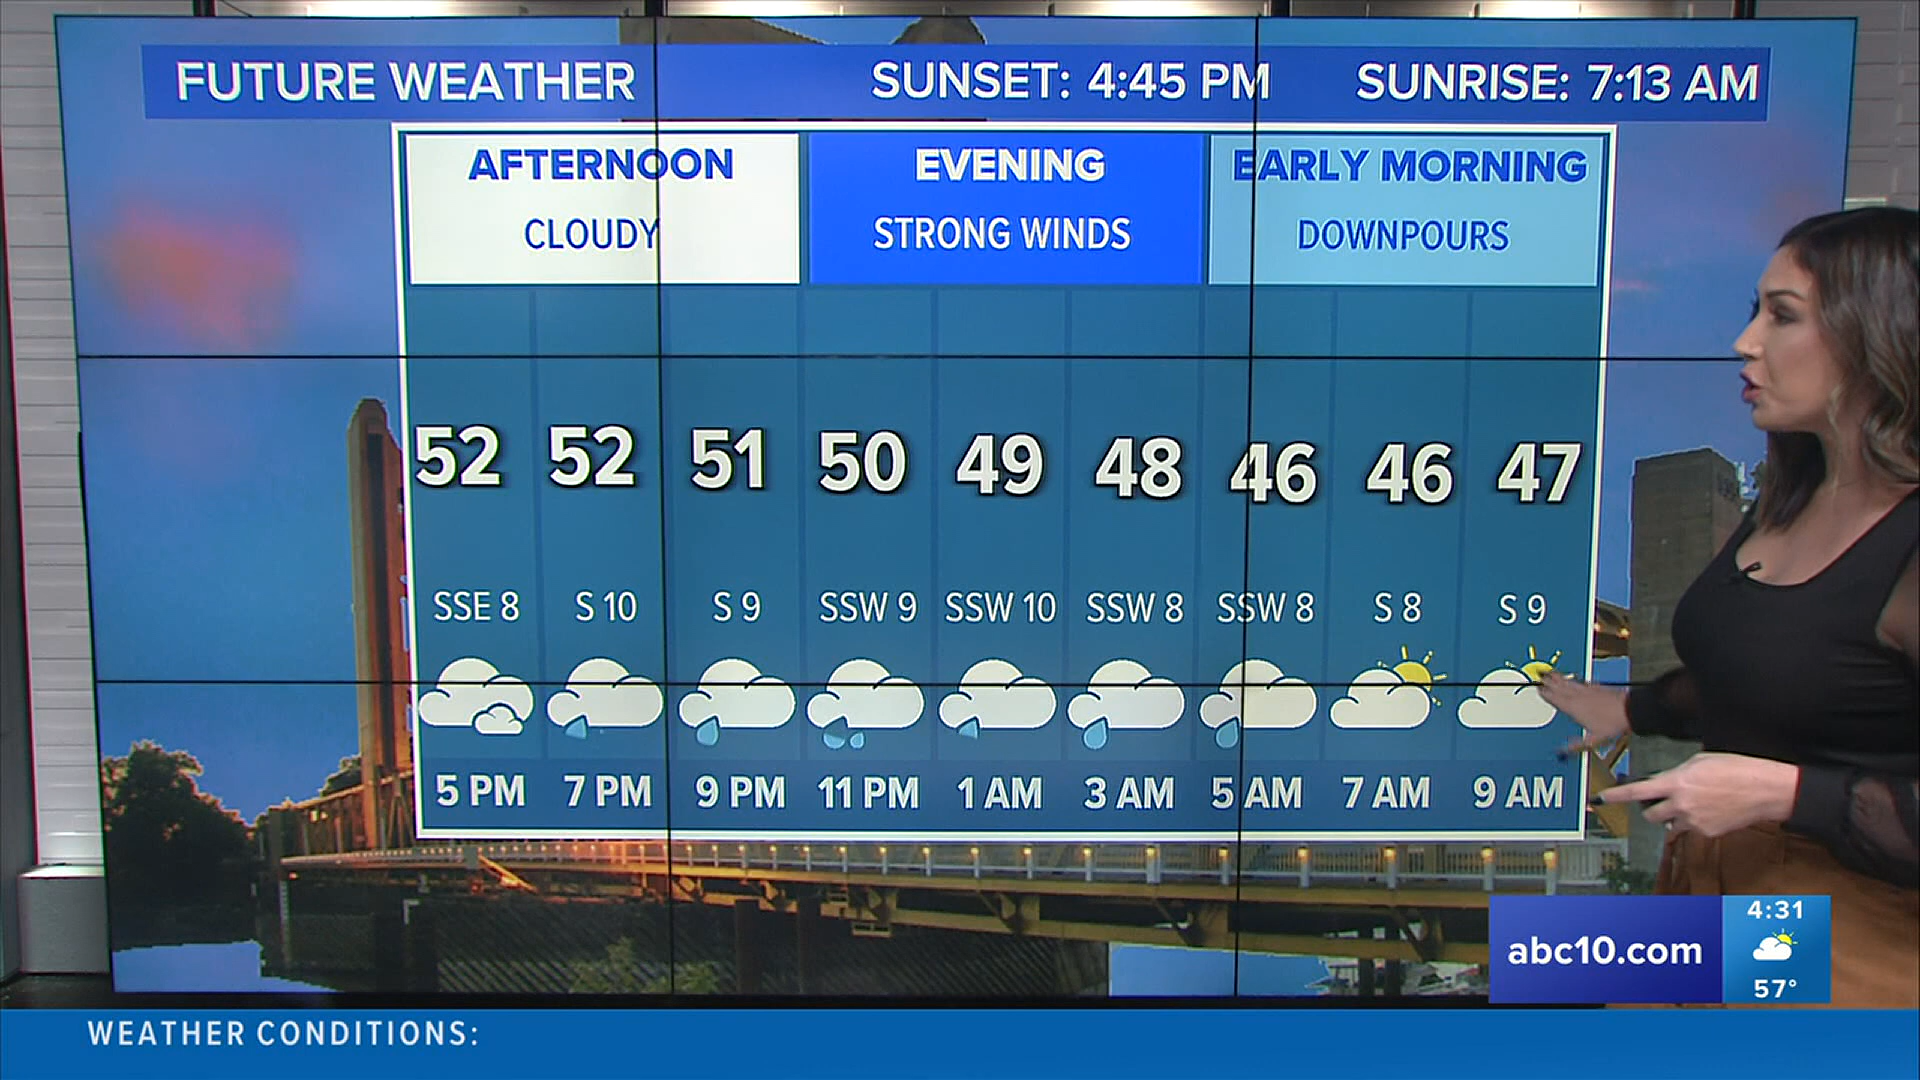 FUTURE WEATHER SUNSET: 4:45 PM SUNRISE: 7:13 AM
AFTERNOON EVENING EARLY MORNING
CLOUDY STRONG WINDS DOWNPOURS
52 52 51 50 49 48 46 46 47
SSE 8 S 10 S 9 SSW 9 SSW 10 SSW 8 SSW 8 S 8 S 9
5 PM 7 PM 9 PM 11 PM 1 AM 3 AM 5 AM 7 AM 9 AM
abc10.com
4:31
57°
WEATHER CONDITIONS: